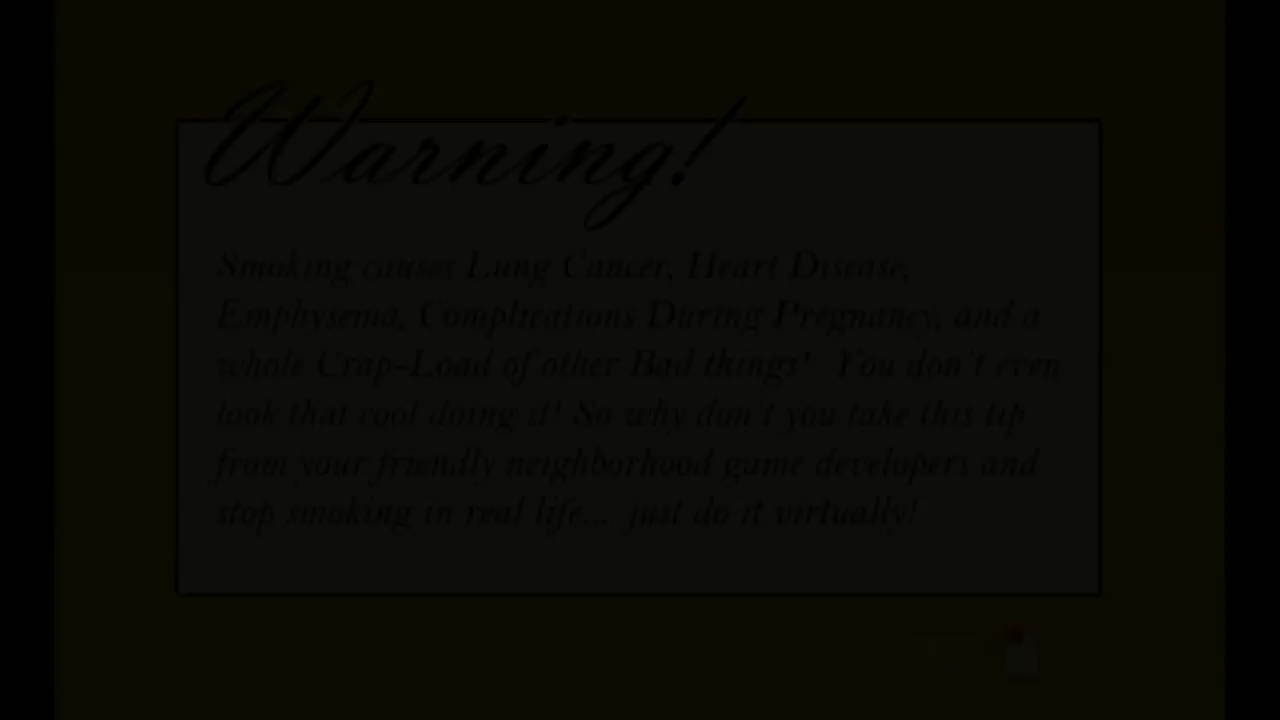 Warning!
Smoking causes Lung Cancer, Heart Disease,
Emphysema, Complications During Pregnancy, and a
whole Crap-Load of other Bad things! You don't even
look that cool doing it! So why don't you take this tip
from your friendly neighborhood game developers and
stop smoking in real life... just do it virtually!